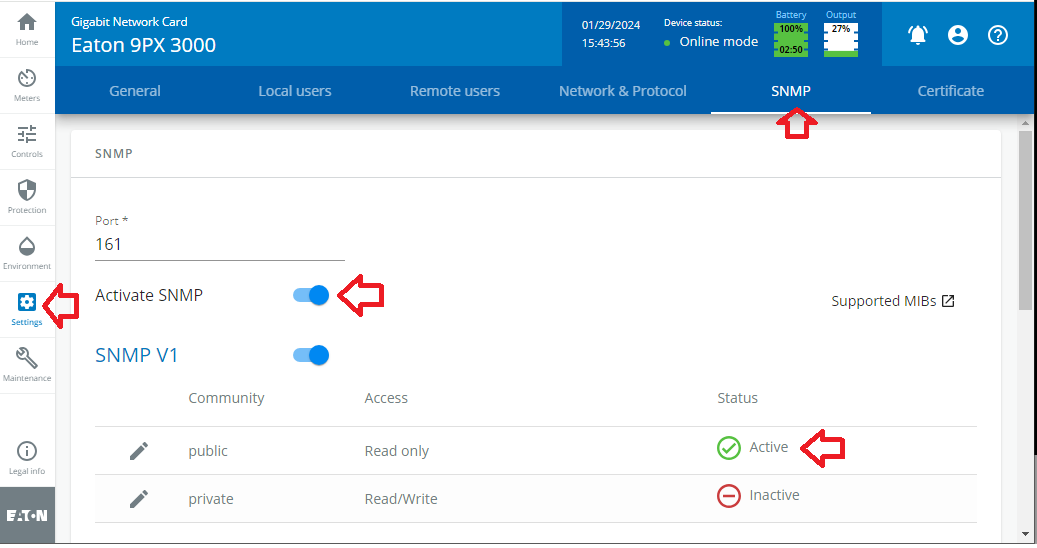 Home
Meters
Controls
Protection
Environment
Settings
Maintenance
Legal info
EATON
Gigabit Network Card
Eaton 9PX 3000
01/29/2024
15:43:56
Device status:
Online mode
Battery
100%
02:50
Output
27%
General Local users Remote users Network & Protocol SNMP Certificate
SNMP
Port *
161
Activate SNMP
Supported MIBs
SNMP V1
Community Access Status
public Read only Active
private Read/Write Inactive